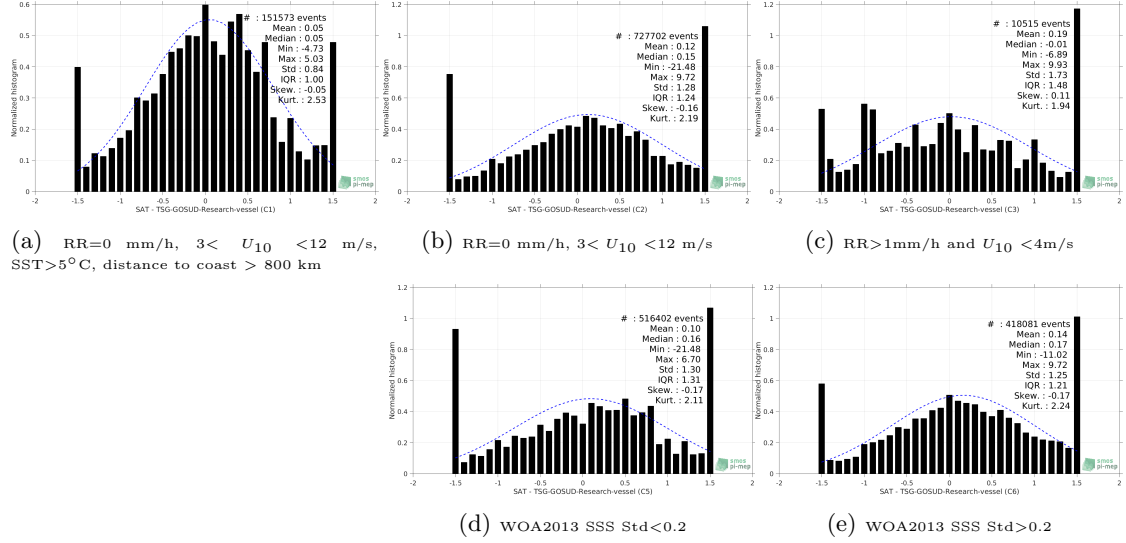 0.6
0.5
0.4
0.3
0.2
0.1
0
Normalized histogram
# : 151573 events
Mean : 0.05
Median : 0.05
Min : -4.73
Max : 5.03
Std : 0.84
IQR : 1.00
Skew. : -0.05
Kurt. : 2.53
smos
pi-mep
-2 -1.5 -1 -0.5 0 0.5 1 1.5 2
SAT - TSG-GOSUD-Research-vessel (C1)
(a) RR=0 mm/h, 3< U10 <12 m/s,
SST>5°C, distance to coast > 800 km
1.2
1
0.8
0.6
0.4
0.2
0
Normalized histogram
# : 727702 events
Mean : 0.12
Median : 0.15
Min : -21.48
Max : 9.72
Std : 1.28
IQR : 1.24
Skew. : -0.16
Kurt. : 2.19
smos
pi-mep
-2 -1.5 -1 -0.5 0 0.5 1 1.5 2
SAT - TSG-GOSUD-Research-vessel (C2)
(b) RR=0 mm/h, 3< U10 <12 m/s
1.2
1
0.8
0.6
0.4
0.2
0
Normalized histogram
# : 10515 events
Mean : 0.19
Median : -0.01
Min : -6.89
Max : 9.93
Std : 1.73
IQR : 1.48
Skew. : 0.11
Kurt. : 1.94
smos
pi-mep
-2 -1.5 -1 -0.5 0 0.5 1 1.5 2
SAT - TSG-GOSUD-Research-vessel (C3)
(c) RR>1mm/h and U10 <4m/s
1.2
1
0.8
0.6
0.4
0.2
0
Normalized histogram
# : 516402 events
Mean : 0.10
Median : 0.16
Min : -21.48
Max : 6.70
Std : 1.30
IQR : 1.31
Skew. : -0.17
Kurt. : 2.11
smos
pi-mep
-2 -1.5 -1 -0.5 0 0.5 1 1.5 2
SAT - TSG-GOSUD-Research-vessel (C5)
(d) WOA2013 SSS Std<0.2
1.2
1
0.8
0.6
0.4
0.2
0
Normalized histogram
# : 418081 events
Mean : 0.14
Median : 0.17
Min : -11.02
Max : 9.72
Std : 1.25
IQR : 1.21
Skew. : -0.17
Kurt. : 2.24
smos
pi-mep
-2 -1.5 -1 -0.5 0 0.5 1 1.5 2
SAT - TSG-GOSUD-Research-vessel (C6)
(e) WOA2013 SSS Std>0.2